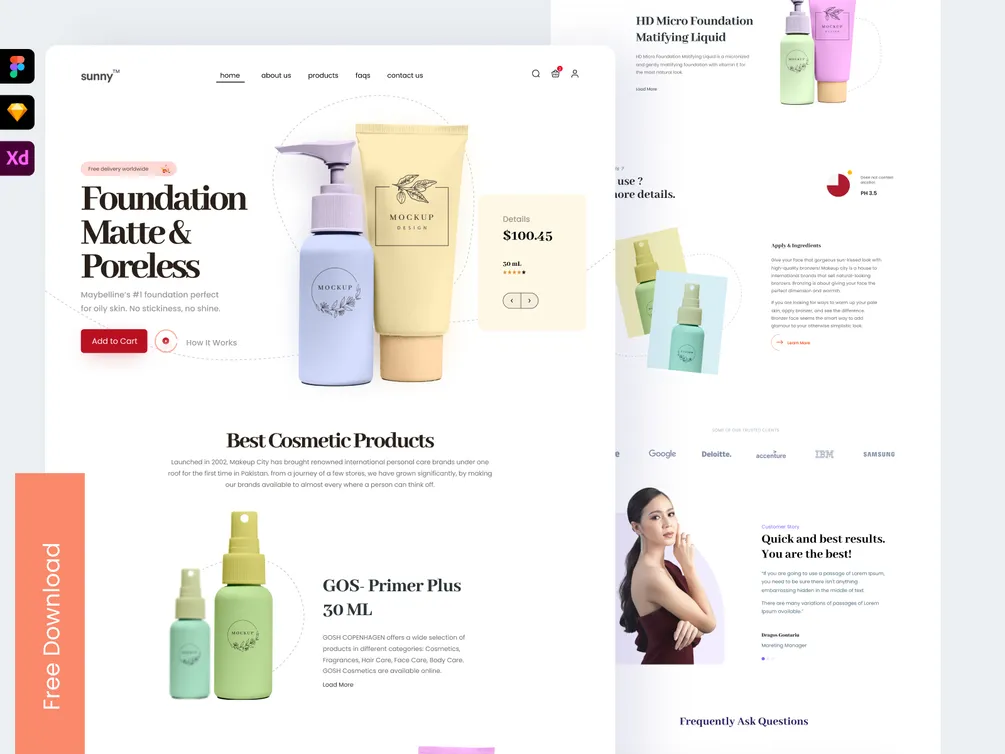 Xd
Free Download
sunny™
home
about us
products
faqs
contact us
Free delivery worldwide
Foundation
Matte &
Poreless
Maybelline's #1 foundation perfect
for oily skin. No stickiness, no shine.
Add to Cart
How It Works
MOCKUP
MOCKUP
DESIGN
Details
$100.45
30 ml
Best Cosmetic Products
Launched in 2002, Makeup City has brought renowned international personal care brands under one
roof for the first time in Pakistan. from a journey of a few stores, we have grown significantly, by making
our brands available to almost every where a person can think off.
MOCKUP
GOS- Primer Plus
30 ML
GOSH COPENHAGEN offers a wide selection of
products in different categories: Cosmetics,
Fragrances, Hair Care, Face Care, Body Care.
GOSH Cosmetics are available online.
Load More
HD Micro Foundation
Matifying Liquid
HD Micro Foundation Matifying Liquid is a micronized
and gently mattifying foundation with vitamin E for
the most natural look
Load More
MOCKUP
use ?
more details.
Does not contain
alcohol
PH 3.5
Apply & Ingredients
Give your face that gorgeous sun-kissed look with
high-quality bronzers! Makeup City is a house to
international brands that sell natural-looking
bronzers. Bronzing is about giving your Face the
perfect dimension and warmth.
If you are looking for ways to warm up your pale
skin, apply bronzer, and see the difference.
Bronzer face seems the smart way to add
glamour to your otherwise simplistic look.
Learn More
SOME OF OUR TRUSTED CLIENTS
Google
Deloitte.
accenture
IBM
SAMSUNG
Customer Story
Quick and best results.
You are the best!
"If you are going to use a passage of Lorem Ipsum,
you need to be sure there isn't anything
embarrassing hidden in the middle of text.
There are many variations of passages of Lorem
Ipsum available."
Dragos Gontariu
Moreling Manager
Frequently Ask Questions